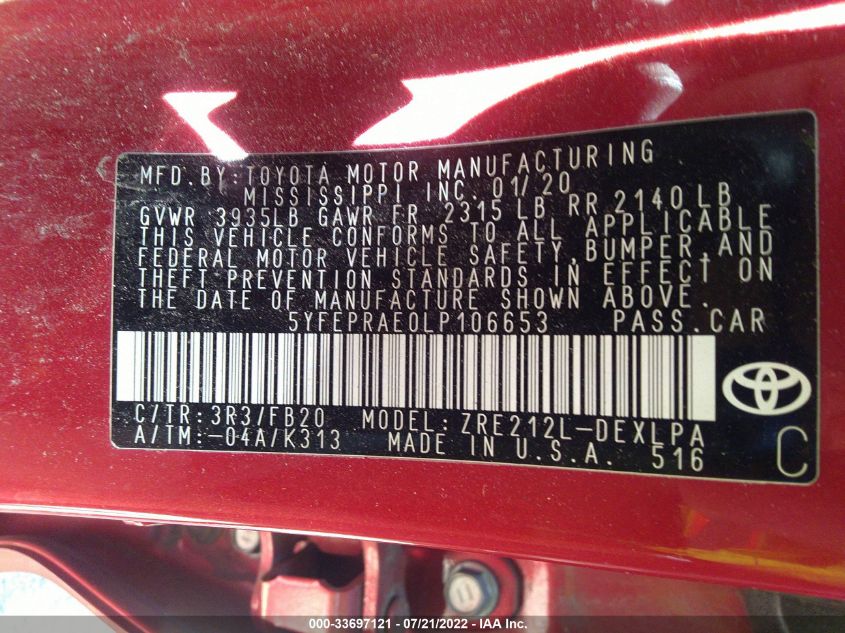 MFD. BY: TOYOTA MOTOR MANUFACTURING
MISSISSIPPI INC. 01/20
GVWR 3935LB GAWR FR 2315 LB RR 2140 LB
THIS VEHICLE CONFORMS TO ALL APPLICABLE
FEDERAL MOTOR VEHICLE SAFETY, BUMPER, AND
THEFT PREVENTION STANDARDS IN EFFECT ON
THE DATE OF MANUFACTURE SHOWN ABOVE.
5YFEPRAE0LP106653 PASS. CAR
C/TR: 3R3/FB20 MODEL: ZRE212L-DEXLPA
A/TM: -04A/K313 MADE IN U.S.A. 516
C
000-33697121 - 07/21/2022 - IAA Inc.